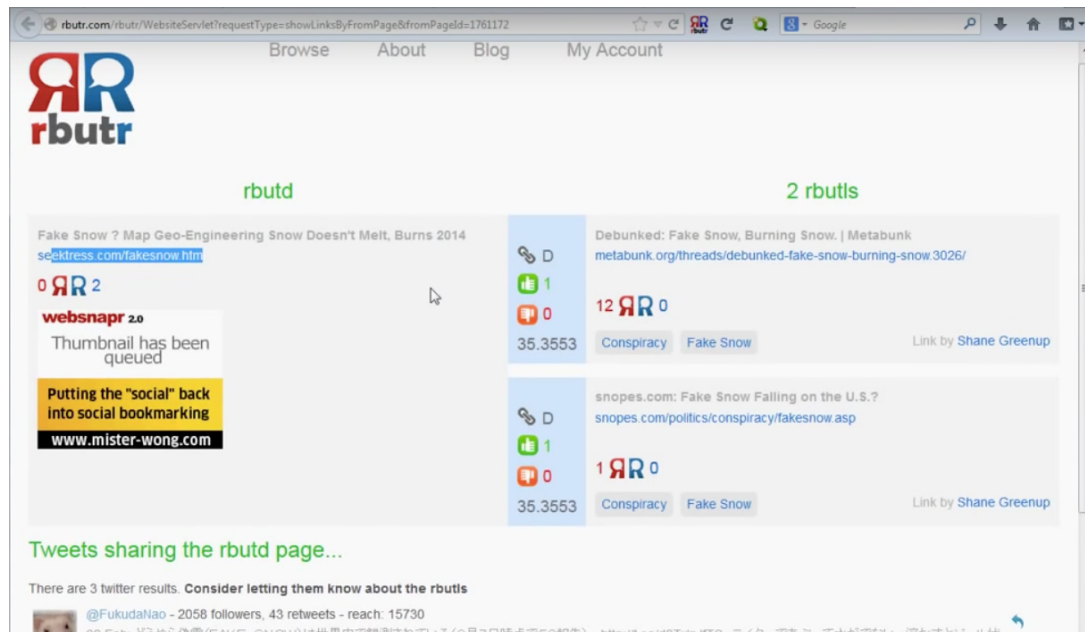 rbutr.com/rbutr/WebsiteServlet?requestType=showLinksByFromPage&fromPageId=1761172
Google
Browse About Blog My Account
rbutr
rbutd
2 rbutls
Fake Snow ? Map Geo-Engineering Snow Doesn't Melt, Burns 2014
seektress.com/fakesnow.htm
0 2
websnapr 2.0
Thumbnail has been
queued
Putting the "social" back
into social bookmarking
www.mister-wong.com
D
1
0
35.3553
Debunked: Fake Snow, Burning Snow. | Metabunk
metabunk.org/threads/debunked-fake-snow-burning-snow.3026/
12 0
Conspiracy Fake Snow
Link by Shane Greenup
D
1
0
35.3553
snopes.com: Fake Snow Falling on the U.S.?
snopes.com/politics/conspiracy/fakesnow.asp
1 0
Conspiracy Fake Snow
Link by Shane Greenup
Tweets sharing the rbutd page...
There are 3 twitter results. Consider letting them know about the rbutls
@FukudaNao - 2058 followers, 43 retweets - reach: 15730